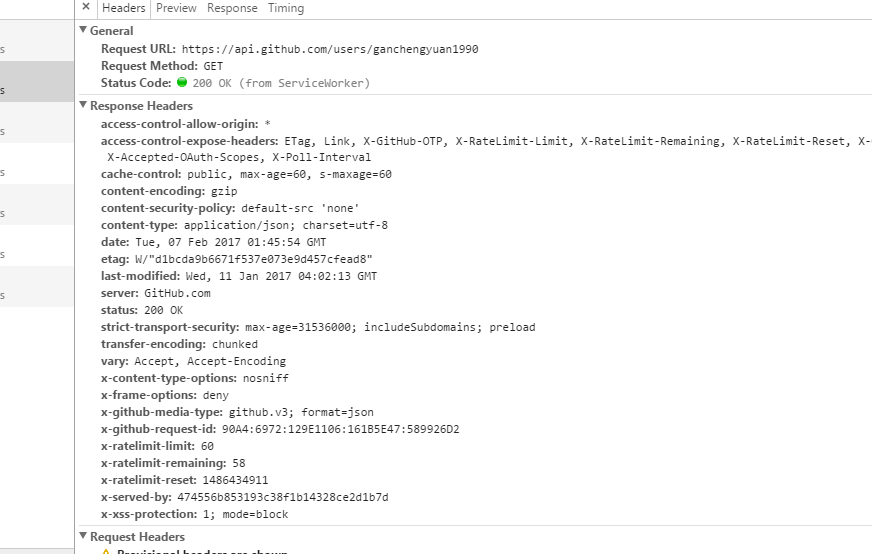 × Headers Preview Response Timing
General
Request URL: https://api.github.com/users/ganchengyuan1990
Request Method: GET
Status Code: 200 OK (from ServiceWorker)
Response Headers
access-control-allow-origin: *
access-control-expose-headers: ETag, Link, X-GitHub-OTP, X-RateLimit-Limit, X-RateLimit-Remaining, X-RateLimit-Reset,
X-Accepted-OAuth-Scopes, X-Poll-Interval
cache-control: public, max-age=60, s-maxage=60
content-encoding: gzip
content-security-policy: default-src 'none'
content-type: application/json; charset=utf-8
date: Tue, 07 Feb 2017 01:45:54 GMT
etag: W/"d1bcda9b6671f537e073e9d457cfead8"
last-modified: Wed, 11 Jan 2017 04:02:13 GMT
server: GitHub.com
status: 200 OK
strict-transport-security: max-age=31536000; includeSubdomains; preload
transfer-encoding: chunked
vary: Accept, Accept-Encoding
x-content-type-options: nosniff
x-frame-options: deny
x-github-media-type: github.v3; format=json
x-github-request-id: 90A4:6972:129E1106:161B5E47:589926D2
x-ratelimit-limit: 60
x-ratelimit-remaining: 58
x-ratelimit-reset: 1486434911
x-served-by: 474556b853193c38f1b14328ce2d1b7d
x-xss-protection: 1; mode=block
Request Headers
Provisional headers are shown